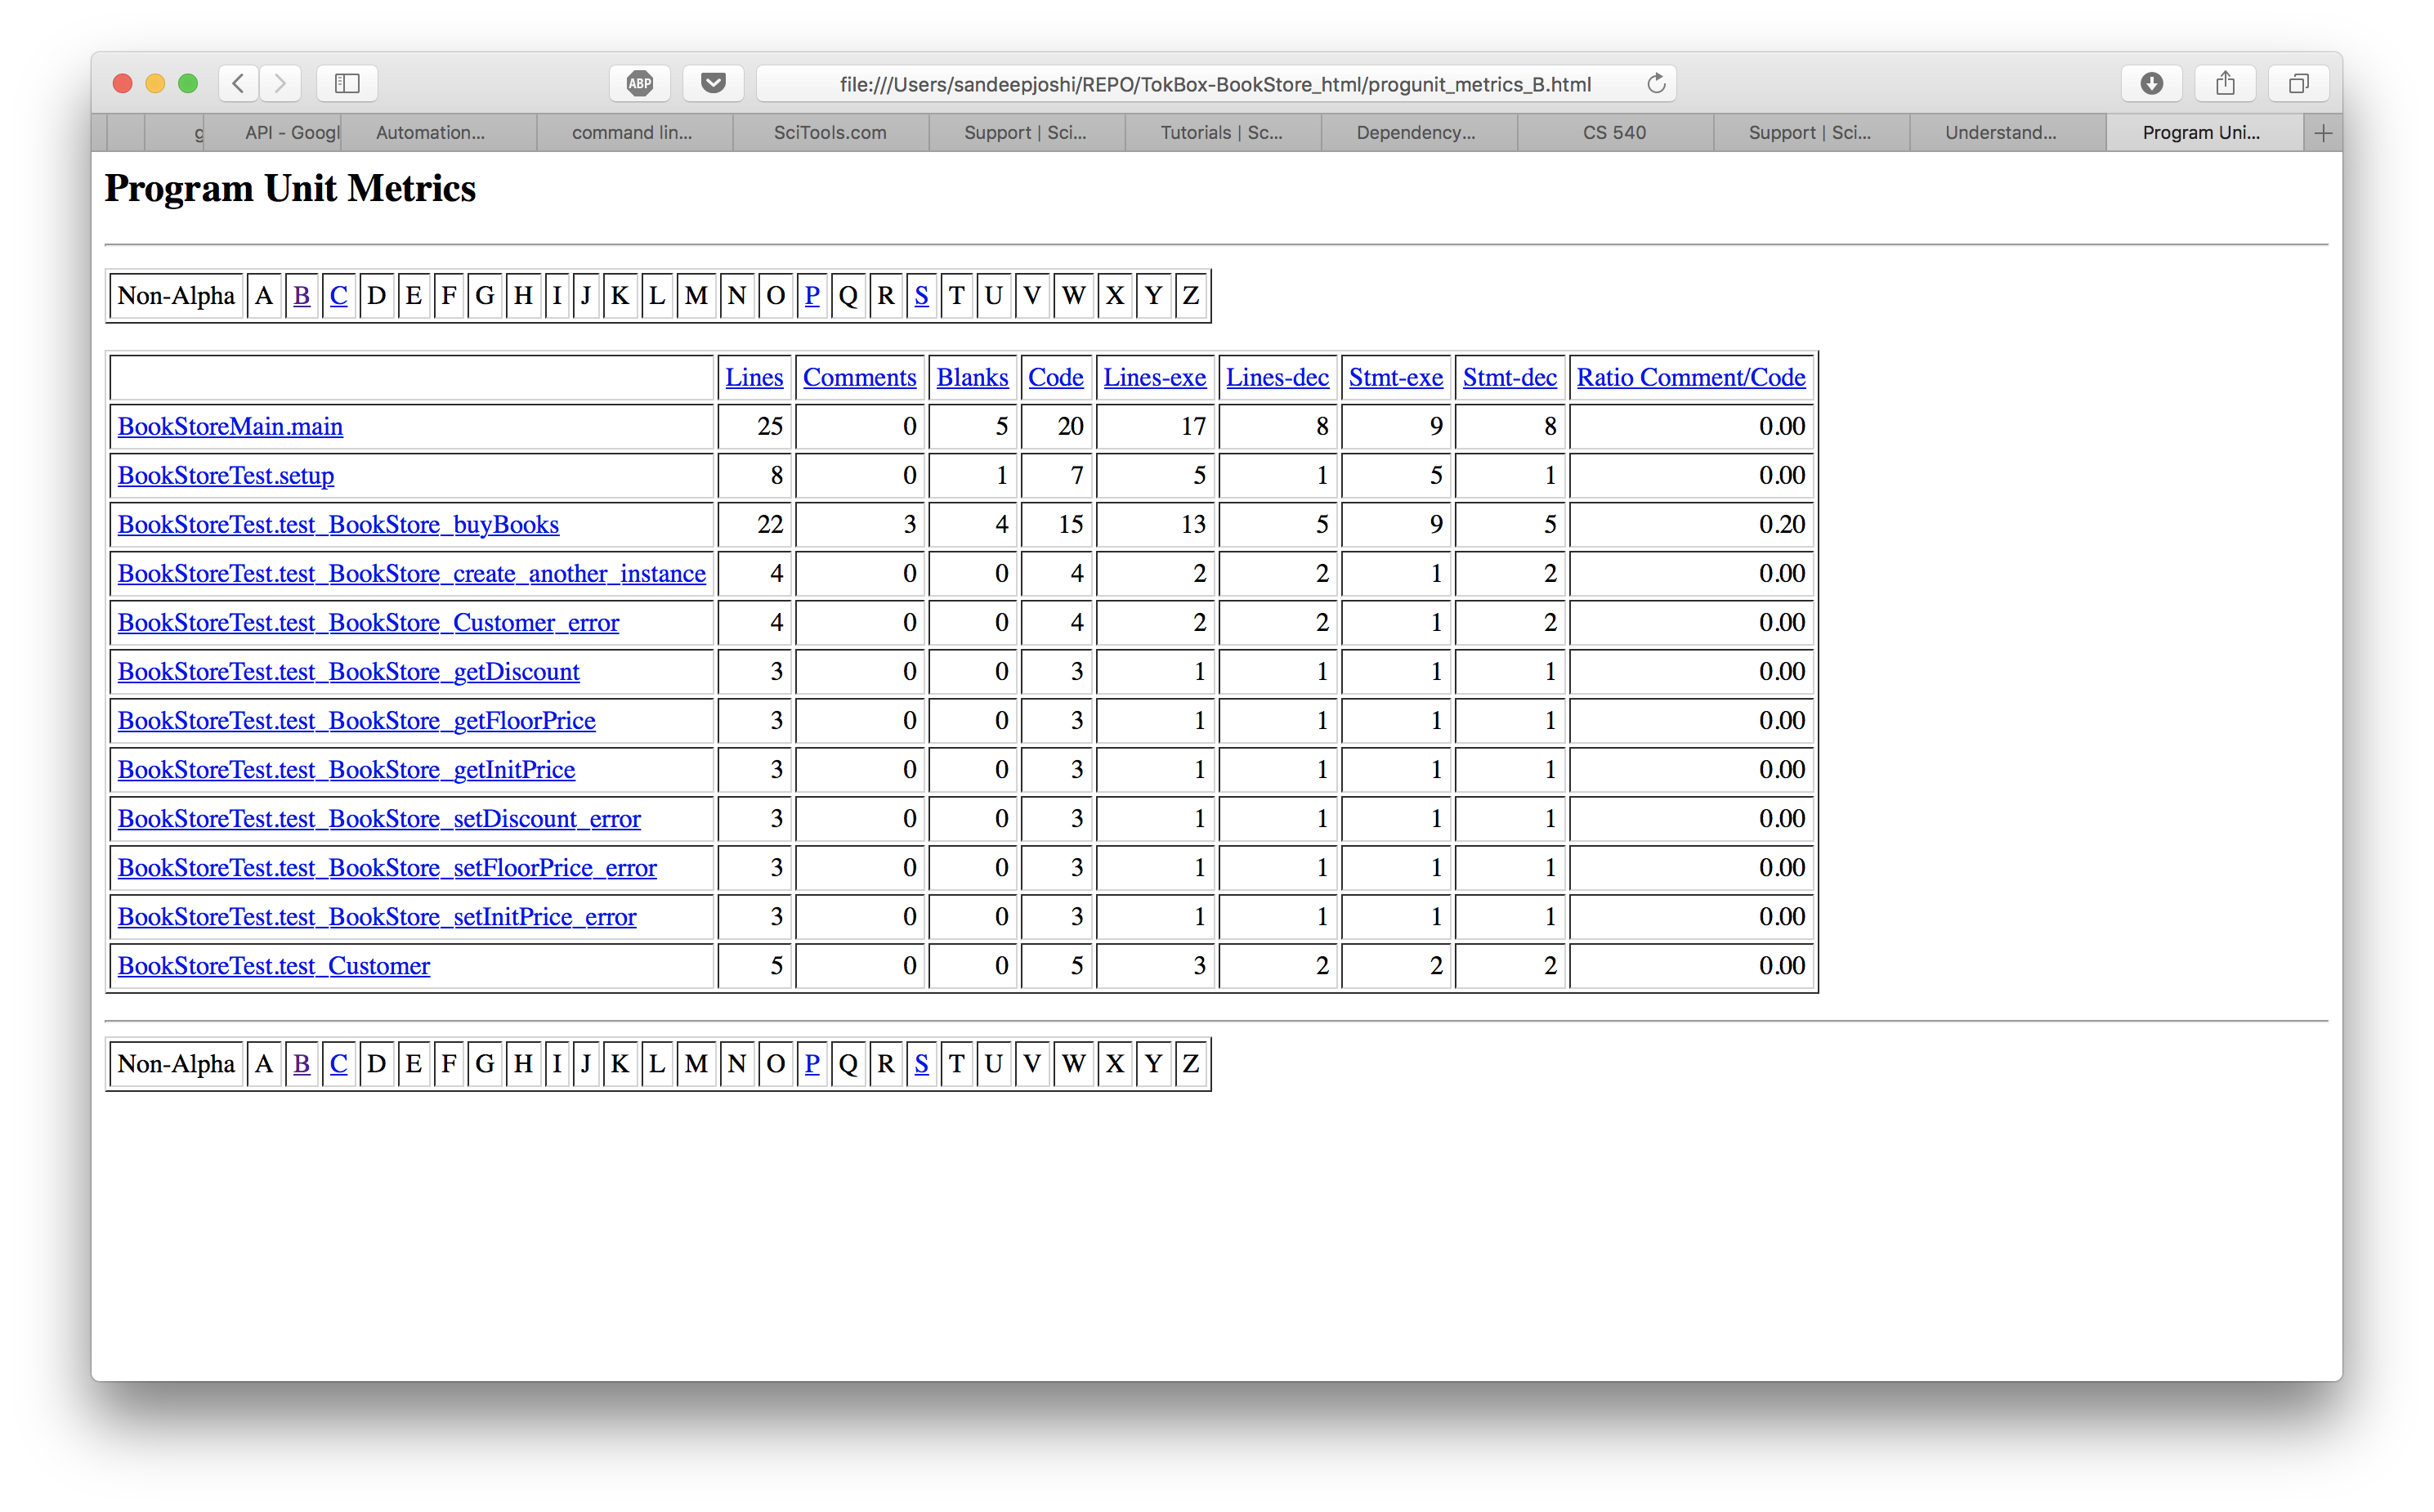 ABP
file:///Users/sandeepjoshi/REPO/TokBox-BookStore_html/progunit_metrics_B.html
g API - Googl Automation... command lin... SciTools.com Support | Sci... Tutorials | Sc... Dependency... CS 540 Support | Sci... Understand... Program Uni... +
Program Unit Metrics
Non-Alpha A B C D E F G H I J K L M N O P Q R S T U V W X Y Z
Lines Comments Blanks Code Lines-exe Lines-dec Stmt-exe Stmt-dec Ratio Comment/Code
BookStoreMain.main 25 0 5 20 17 8 9 8 0.00
BookStoreTest.setup 8 0 1 7 5 1 5 1 0.00
BookStoreTest.test_BookStore_buyBooks 22 3 4 15 13 5 9 5 0.20
BookStoreTest.test_BookStore_create_another_instance 4 0 0 4 2 2 1 2 0.00
BookStoreTest.test_BookStore_Customer_error 4 0 0 4 2 2 1 2 0.00
BookStoreTest.test_BookStore_getDiscount 3 0 0 3 1 1 1 1 0.00
BookStoreTest.test_BookStore_getFloorPrice 3 0 0 3 1 1 1 1 0.00
BookStoreTest.test_BookStore_getInitPrice 3 0 0 3 1 1 1 1 0.00
BookStoreTest.test_BookStore_setDiscount_error 3 0 0 3 1 1 1 1 0.00
BookStoreTest.test_BookStore_setFloorPrice_error 3 0 0 3 1 1 1 1 0.00
BookStoreTest.test_BookStore_setInitPrice_error 3 0 0 3 1 1 1 1 0.00
BookStoreTest.test_Customer 5 0 0 5 3 2 2 2 0.00
Non-Alpha A B C D E F G H I J K L M N O P Q R S T U V W X Y Z